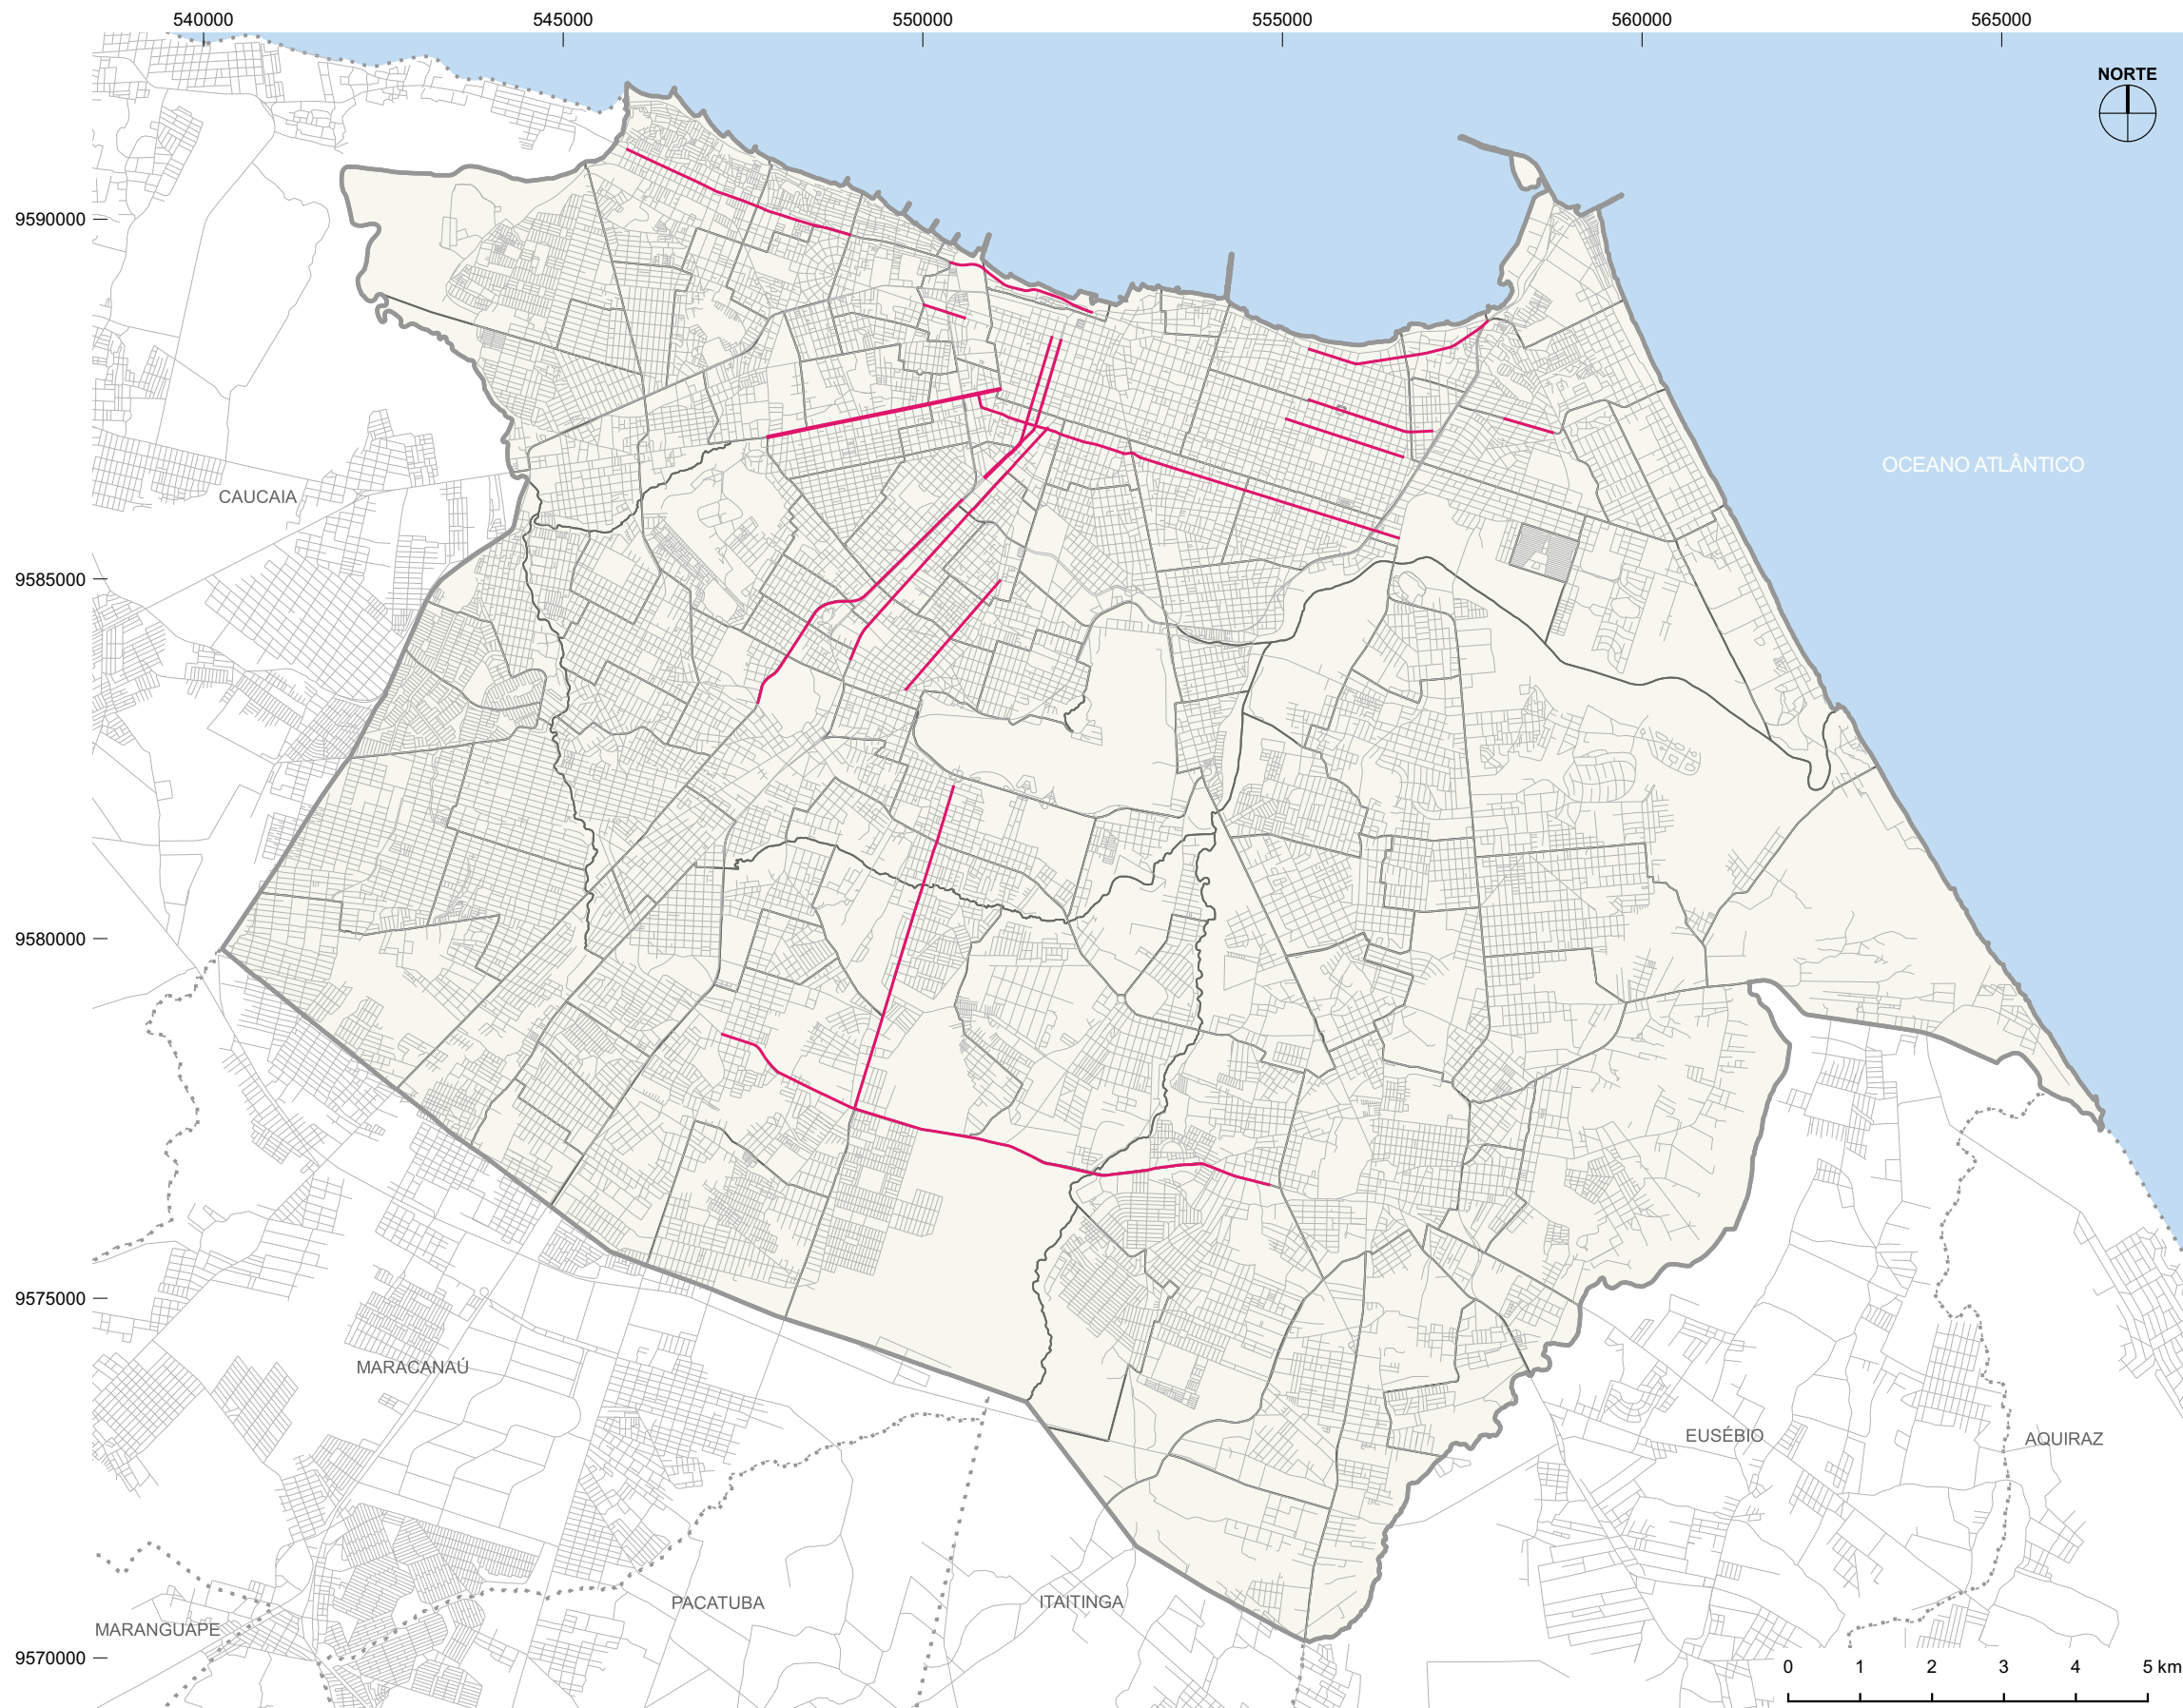 540000 545000 550000 555000 560000 565000
NORTE
9590000
OCEANO ATLÂNTICO
CAUCAIA
9585000
9580000
9575000
MARACANAÚ
EUSÉBIO
AQUIRAZ
PACATUBA
ITAITINGA
MARANGUAPE
9570000
0 1 2 3 4 5 km